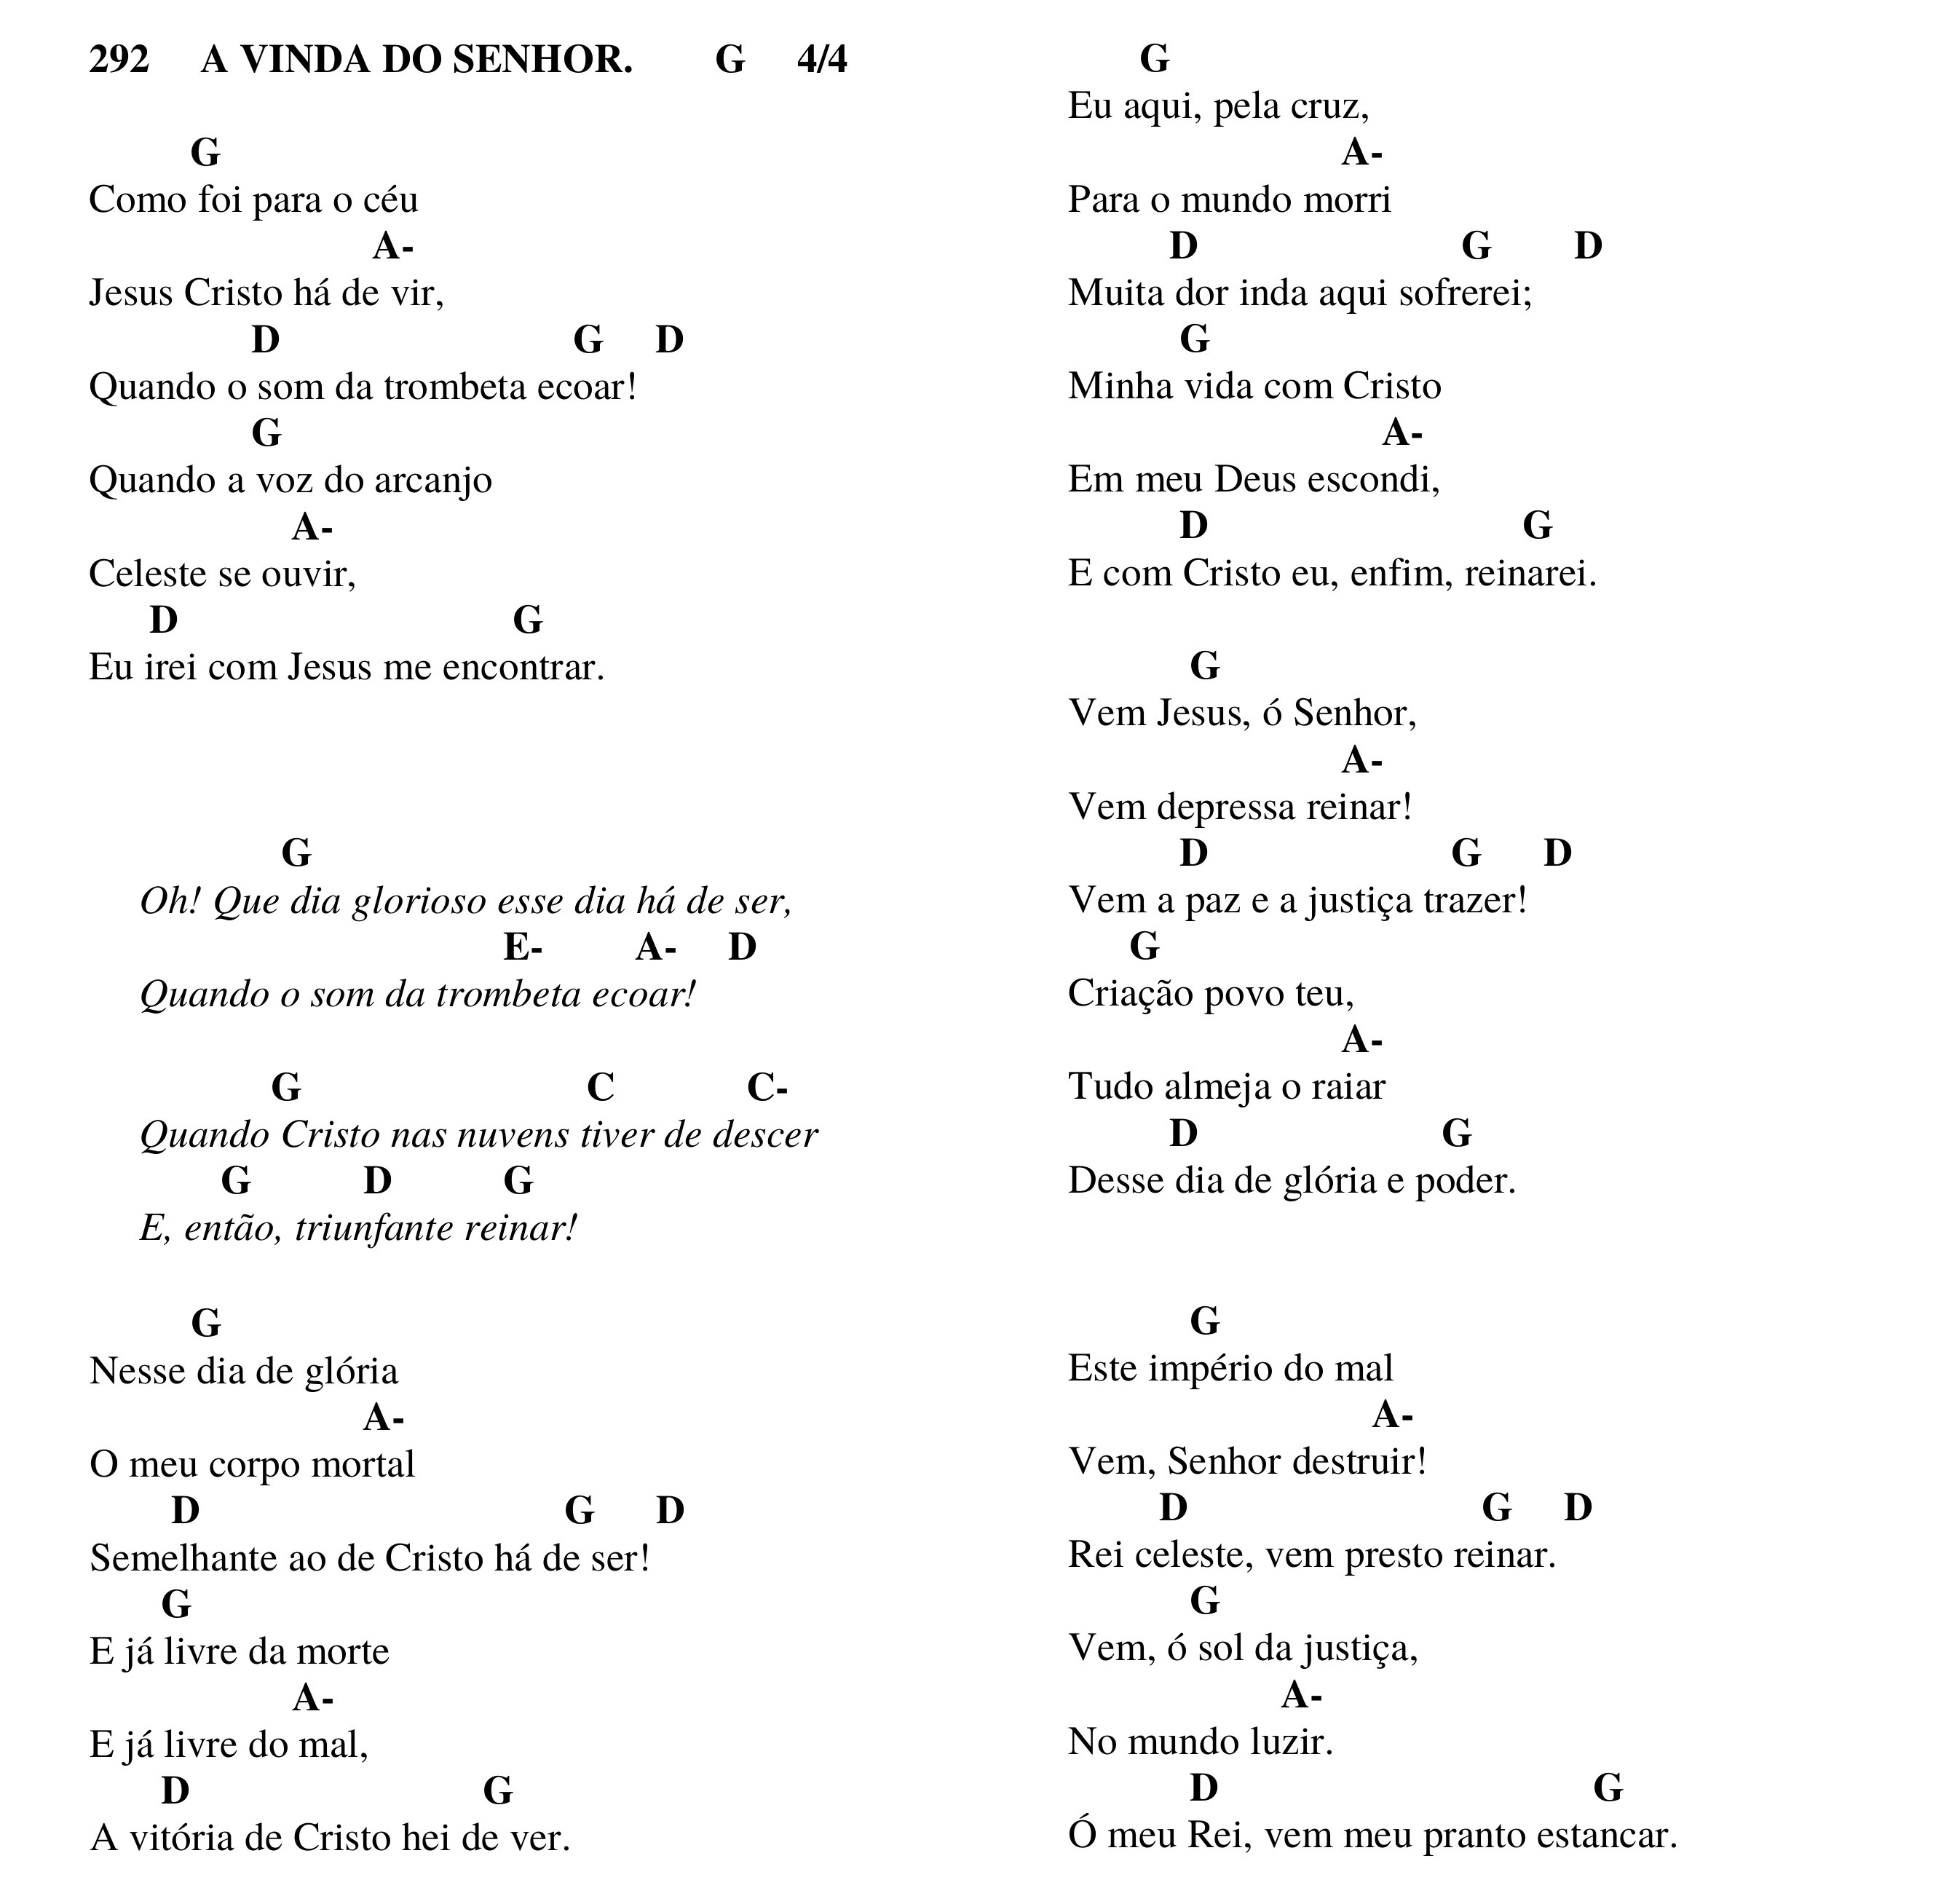 292 A VINDA DO SENHOR. G 4/4
G
Como foi para o céu
A-
Jesus Cristo há de vir,
D G D
Quando o som da trombeta ecoar!
G
Quando a voz do arcanjo
A-
Celeste se ouvir,
D G
Eu irei com Jesus me encontrar.
G
Oh! Que dia glorioso esse dia há de ser,
E- A- D
Quando o som da trombeta ecoar!
G C C-
Quando Cristo nas nuvens tiver de descer
G D G
E, então, triunfante reinar!
G
Nesse dia de glória
A-
O meu corpo mortal
D G D
Semelhante ao de Cristo há de ser!
G
E já livre da morte
A-
E já livre do mal,
D G
A vitória de Cristo hei de ver.
G
Eu aqui, pela cruz,
A-
Para o mundo morri
D G D
Muita dor inda aqui sofrerei;
G
Minha vida com Cristo
A-
Em meu Deus escondi,
D G
E com Cristo eu, enfim, reinarei.
G
Vem Jesus, ó Senhor,
A-
Vem depressa reinar!
D G D
Vem a paz e a justiça trazer!
G
Criação povo teu,
A-
Tudo almeja o raiar
D G
Desse dia de glória e poder.
G
Este império do mal
A-
Vem, Senhor destruir!
D G D
Rei celeste, vem presto reinar.
G
Vem, ó sol da justiça,
A-
No mundo luzir.
D G
Ó meu Rei, vem meu pranto estancar.